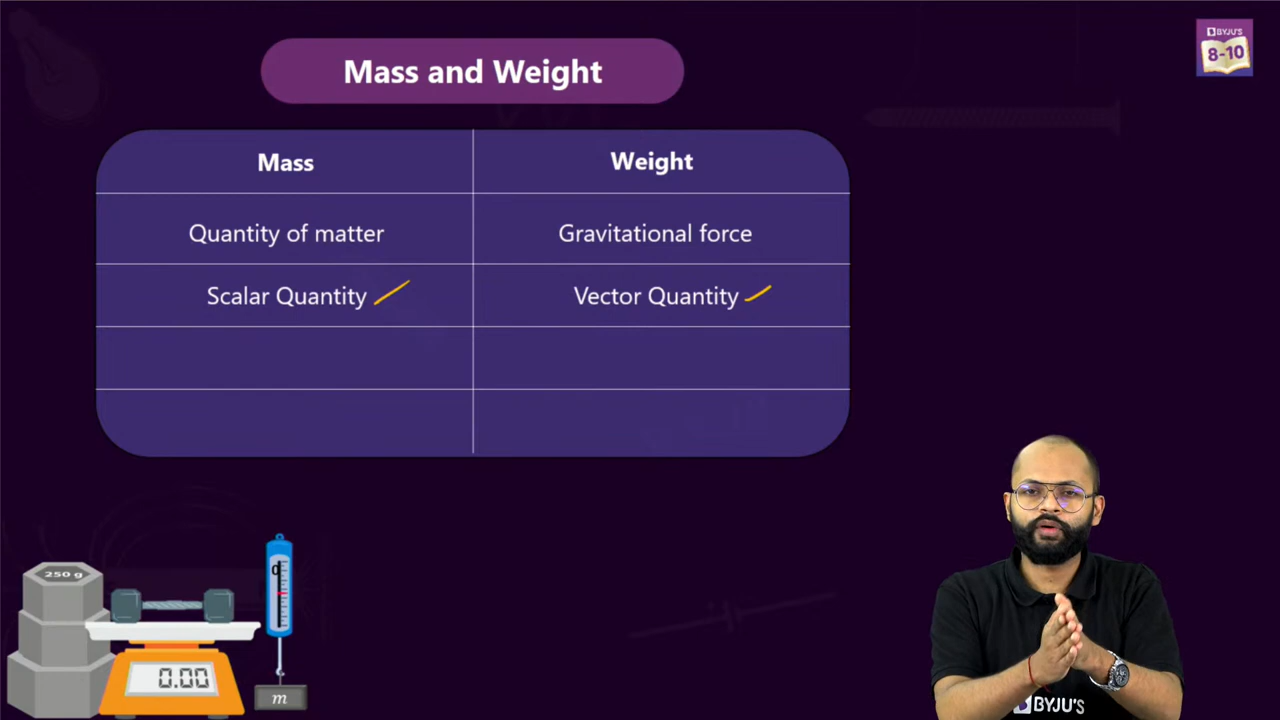 Mass and Weight
BYJU'S
8-10
Mass Weight
Quantity of matter Gravitational force
Scalar Quantity Vector Quantity
250 g
0
0.00
m
BYJU'S